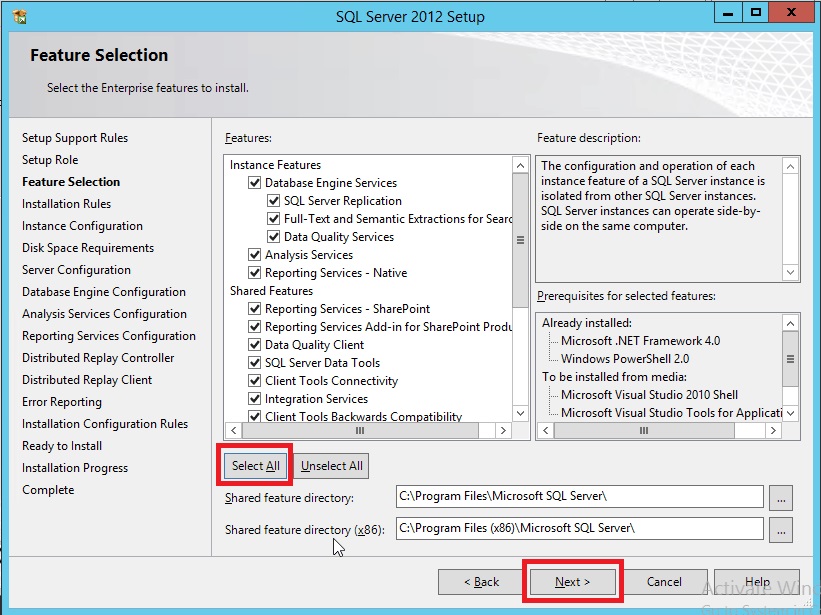 SQL Server 2012 Setup
Feature Selection
Select the Enterprise features to install.
Setup Support Rules
Setup Role
Feature Selection
Installation Rules
Instance Configuration
Disk Space Requirements
Server Configuration
Database Engine Configuration
Analysis Services Configuration
Reporting Services Configuration
Distributed Replay Controller
Distributed Replay Client
Error Reporting
Installation Configuration Rules
Ready to Install
Installation Progress
Complete
Features:
Instance Features
Database Engine Services
SQL Server Replication
Full-Text and Semantic Extractions for Searc
Data Quality Services
Analysis Services
Reporting Services - Native
Shared Features
Reporting Services - SharePoint
Reporting Services Add-in for SharePoint Produ
Data Quality Client
SQL Server Data Tools
Client Tools Connectivity
Integration Services
Client Tools Backwards Compatibility
Feature description:
The configuration and operation of each
instance feature of a SQL Server instance is
isolated from other SQL Server instances.
SQL Server instances can operate side-by-
side on the same computer.
Prerequisites for selected features:
Already installed:
Microsoft .NET Framework 4.0
Windows PowerShell 2.0
To be installed from media:
Microsoft Visual Studio 2010 Shell
Microsoft Visual Studio Tools for Applicati
Select All
Unselect All
Shared feature directory:
C:\Program Files\Microsoft SQL Server\
...
Shared feature directory (x86):
C:\Program Files (x86)\Microsoft SQL Server\
...
< Back
Next >
Cancel
Help
Activate Win